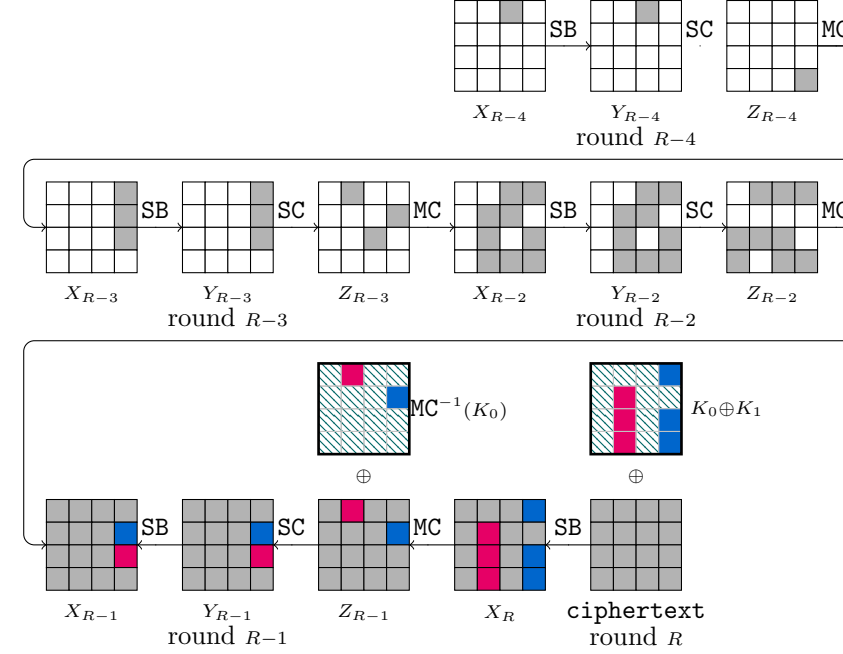 SB SC MC
X_{R−4} Y_{R−4} Z_{R−4}
round R−4
SB SC MC SB SC MC
X_{R−3} Y_{R−3} Z_{R−3} X_{R−2} Y_{R−2} Z_{R−2}
round R−3 round R−2
MC^{−1}(K_0) K_0⊕K_1
⊕ ⊕
SB SC MC SB
X_{R−1} Y_{R−1} Z_{R−1} X_R ciphertext
round R−1 round R